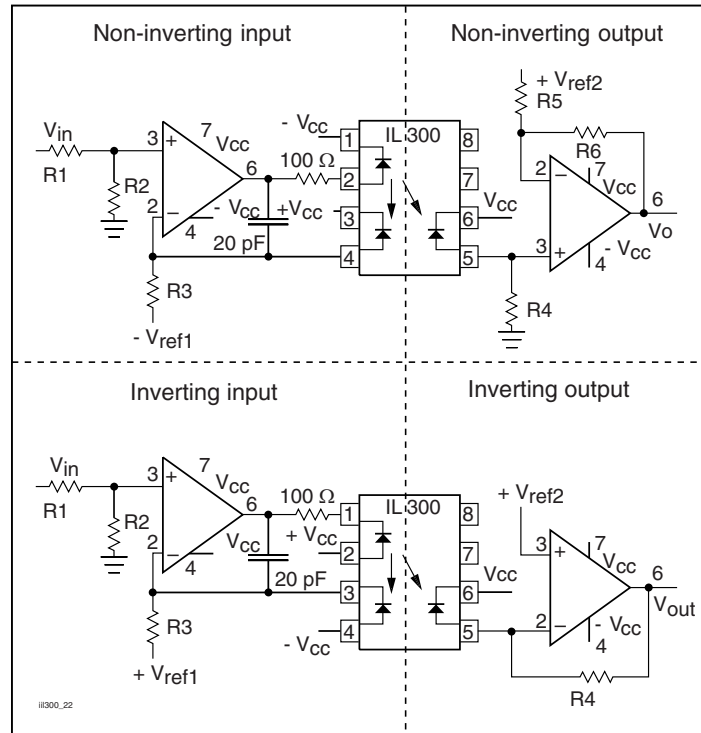 Non-inverting input
Non-inverting output
Vin
R1
R2
3
+
7
Vcc
6
100 Ω
- Vcc
+Vcc
2
–
4
- Vcc
20 pF
R3
- Vref1
IL 300
1
2
3
4
8
7
6
5
Vcc
+ Vref2
R5
R6
2
–
7
Vcc
6
Vo
3
+
4
- Vcc
R4
Inverting input
Inverting output
Vin
R1
R2
3
+
7
Vcc
6
100 Ω
+ Vcc
2
–
4
Vcc
20 pF
R3
+ Vref1
- Vcc
IL 300
1
2
3
4
8
7
6
5
Vcc
+ Vref2
3
+
7
Vcc
6
Vout
2
–
- Vcc
4
R4
iil300_22